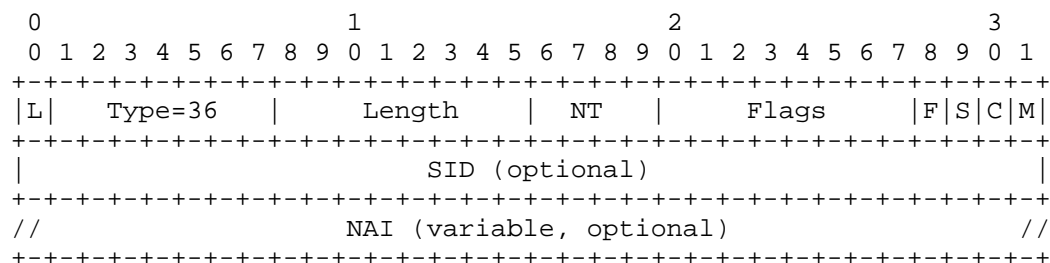 0                   1                   2                   3
 0 1 2 3 4 5 6 7 8 9 0 1 2 3 4 5 6 7 8 9 0 1 2 3 4 5 6 7 8 9 0 1
+-+-+-+-+-+-+-+-+-+-+-+-+-+-+-+-+-+-+-+-+-+-+-+-+-+-+-+-+-+-+-+-+
|L|   Type=36   |     Length    |  NT   |     Flags     |F|S|C|M|
+-+-+-+-+-+-+-+-+-+-+-+-+-+-+-+-+-+-+-+-+-+-+-+-+-+-+-+-+-+-+-+-+
|                         SID (optional)                        |
+-+-+-+-+-+-+-+-+-+-+-+-+-+-+-+-+-+-+-+-+-+-+-+-+-+-+-+-+-+-+-+-+
//                   NAI (variable, optional)                  //
+-+-+-+-+-+-+-+-+-+-+-+-+-+-+-+-+-+-+-+-+-+-+-+-+-+-+-+-+-+-+-+-+